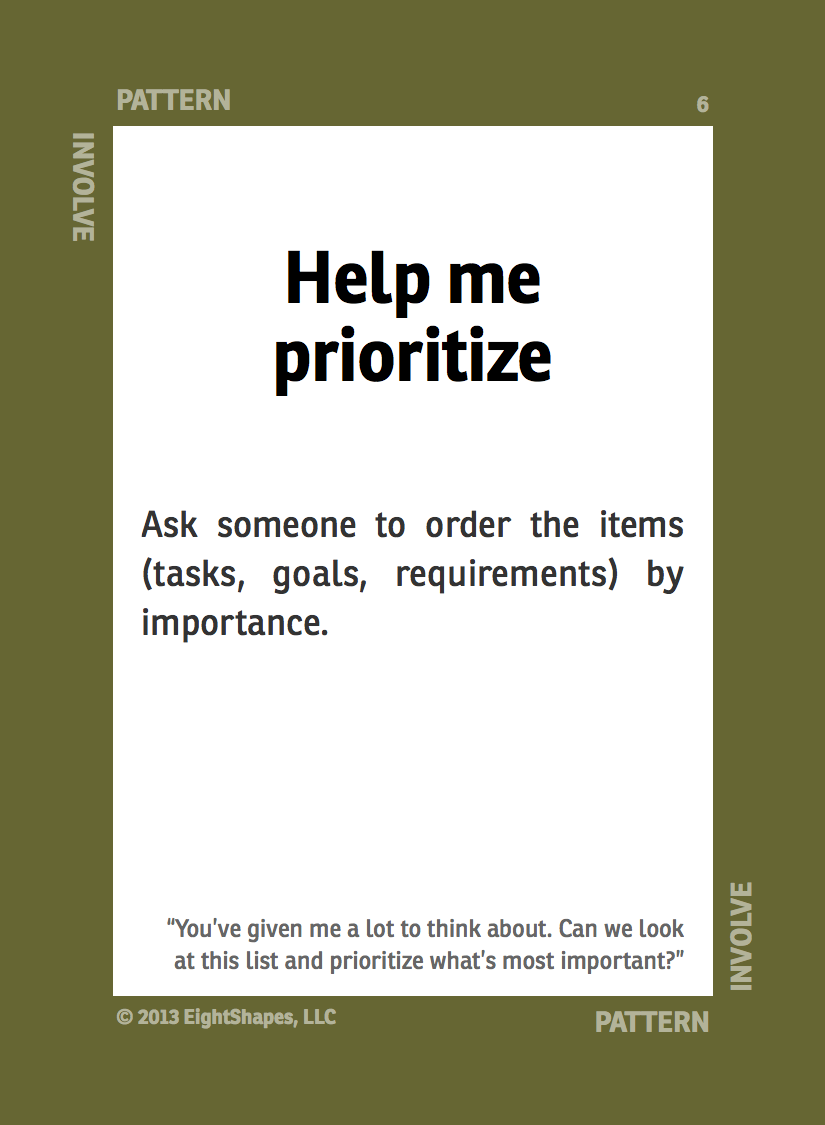 PATTERN
6
INVOLVE
Help me
prioritize
Ask someone to order the items
(tasks, goals, requirements) by
importance.
“You’ve given me a lot to think about. Can we look
at this list and prioritize what’s most important?”
INVOLVE
© 2013 EightShapes, LLC
PATTERN